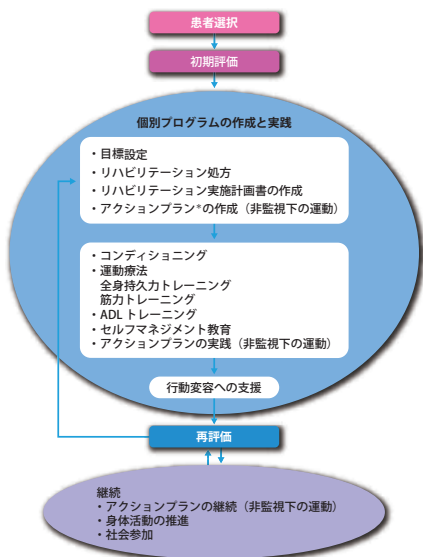 患者選択
初期評価
個別プログラムの作成と実践
・目標設定
・リハビリテーション処方
・リハビリテーション実施計画書の作成
・アクションプラン*の作成（非監視下の運動）
・コンディショニング
・運動療法
全身持久力トレーニング
筋力トレーニング
・ADLトレーニング
・セルフマネジメント教育
・アクションプランの実践（非監視下の運動）
行動変容への支援
再評価
継続
・アクションプランの継続（非監視下の運動）
・身体活動の推進
・社会参加